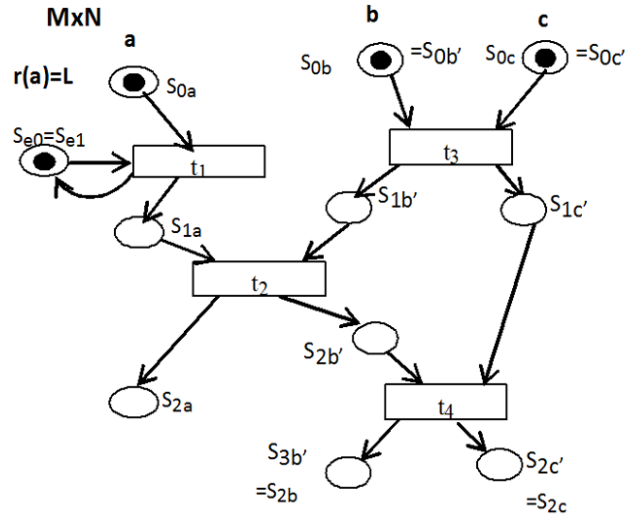 MxN
a b c
r(a)=L S0a S0b =S0b' S0c =S0c'
Se0=Se1
t1 t3
S1a S1b' S1c'
t2
S2b'
S2a t4
S3b' S2c'
=S2b =S2c